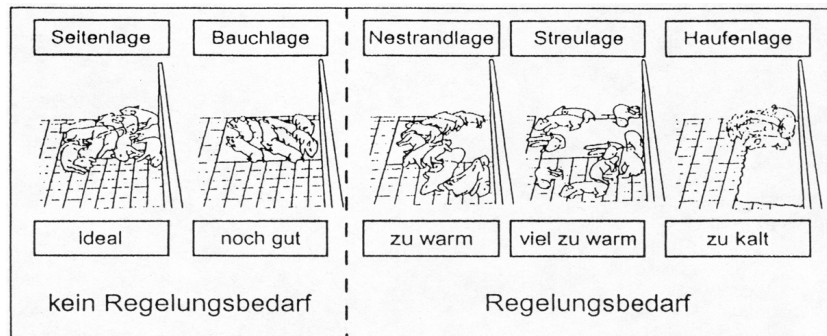 Seitenlage Bauchlage Nestrandlage Streulage Haufenlage
ideal noch gut zu warm viel zu warm zu kalt
kein Regelungsbedarf Regelungsbedarf